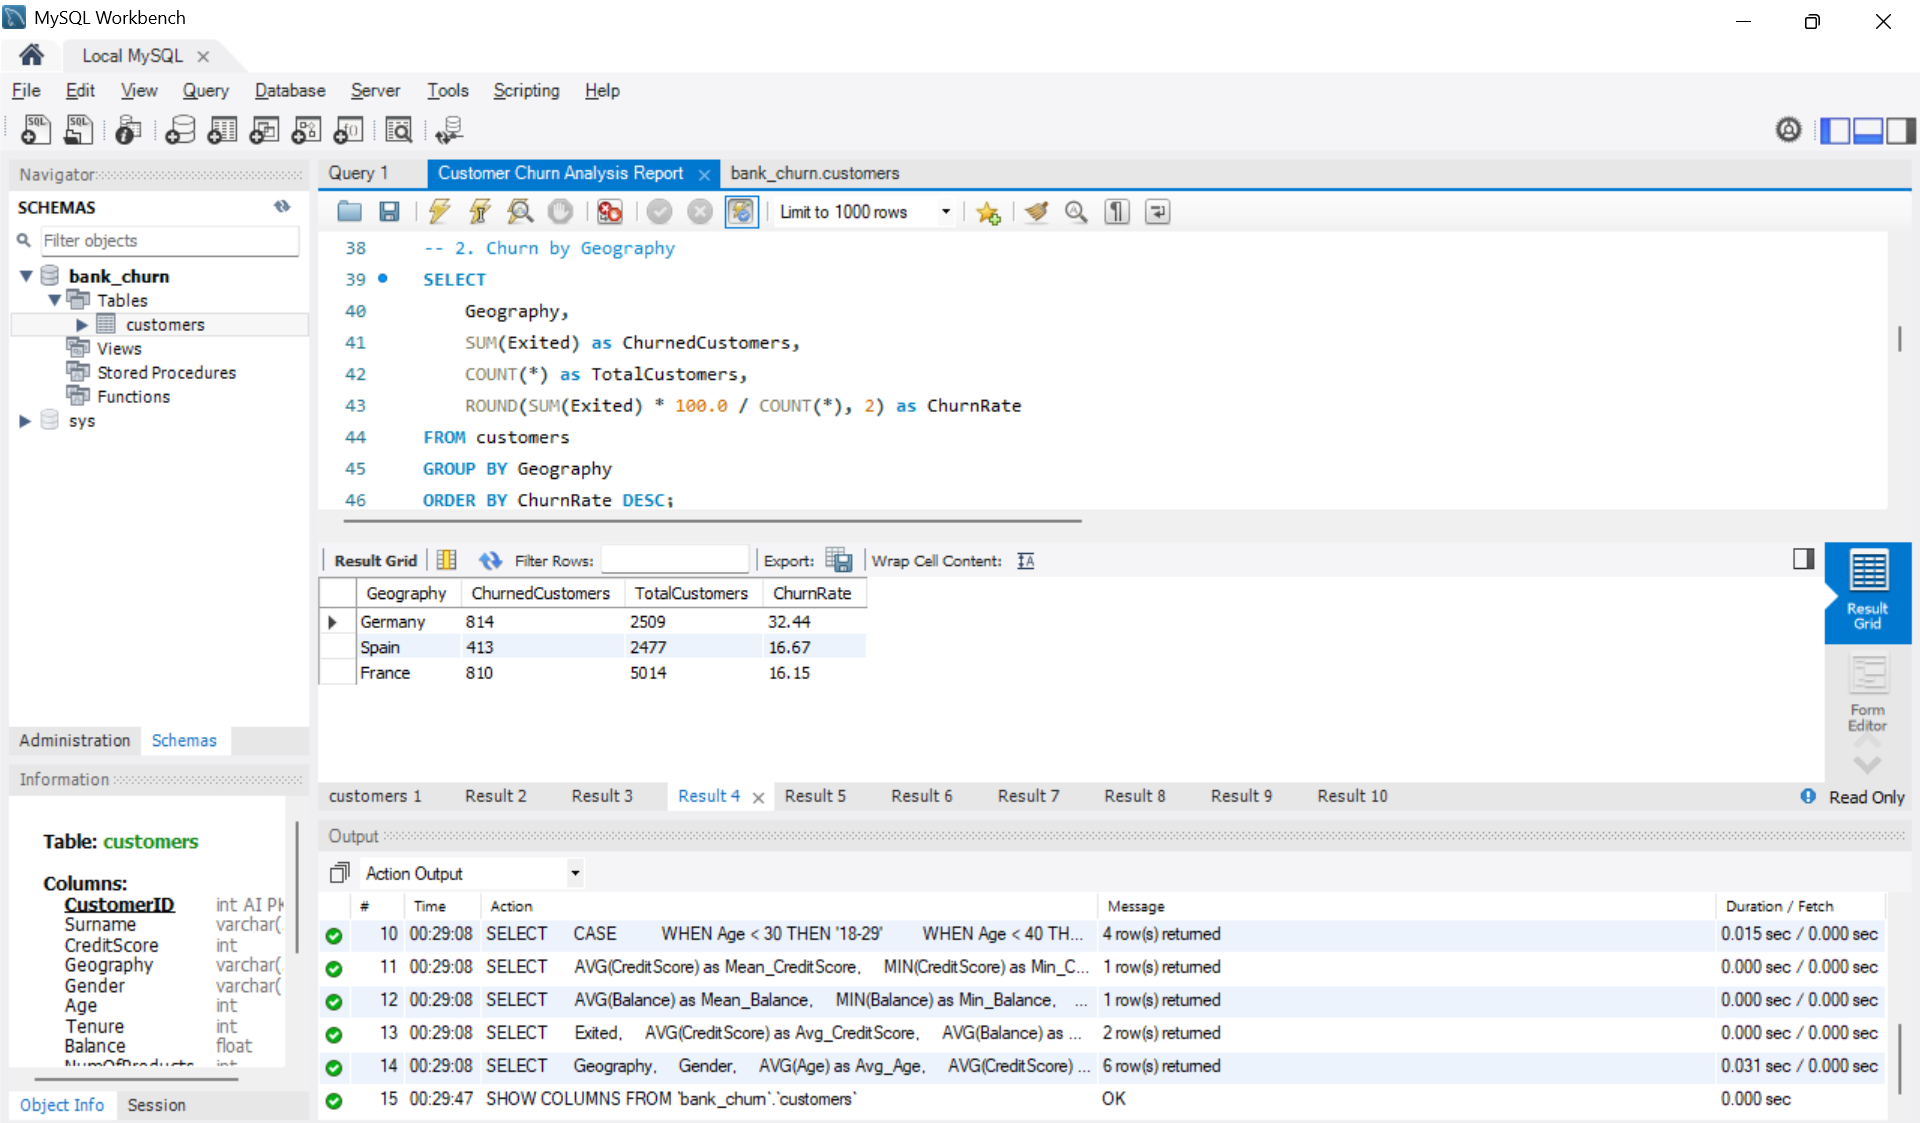 MySQL Workbench
Local MySQL
File Edit View Query Database Server Tools Scripting Help
Navigator
SCHEMAS
Filter objects
bank_churn
Tables
customers
Views
Stored Procedures
Functions
sys
Administration Schemas
Information
Table: customers
Columns:
CustomerID int AI PK
Surname varchar(
CreditScore int
Geography varchar(
Gender varchar(
Age int
Tenure int
Balance float
NumOfProducts int
Object Info Session
Query 1 Customer Churn Analysis Report bank_churn.customers
Limit to 1000 rows
38 -- 2. Churn by Geography
39 SELECT
40 Geography,
41 SUM(Exited) as ChurnedCustomers,
42 COUNT(*) as TotalCustomers,
43 ROUND(SUM(Exited) * 100.0 / COUNT(*), 2) as ChurnRate
44 FROM customers
45 GROUP BY Geography
46 ORDER BY ChurnRate DESC;
Result Grid Filter Rows: Export: Wrap Cell Content:
Geography ChurnedCustomers TotalCustomers ChurnRate
Germany 814 2509 32.44
Spain 413 2477 16.67
France 810 5014 16.15
Result
Grid
Form
Editor
customers 1 Result 2 Result 3 Result 4 Result 5 Result 6 Result 7 Result 8 Result 9 Result 10 Read Only
Output
Action Output
# Time Action Message Duration / Fetch
10 00:29:08 SELECT CASE WHEN Age < 30 THEN '18-29' WHEN Age < 40 TH... 4 row(s) returned 0.015 sec / 0.000 sec
11 00:29:08 SELECT AVG(CreditScore) as Mean_CreditScore, MIN(CreditScore) as Min_C... 1 row(s) returned 0.000 sec / 0.000 sec
12 00:29:08 SELECT AVG(Balance) as Mean_Balance, MIN(Balance) as Min_Balance, ... 1 row(s) returned 0.000 sec / 0.000 sec
13 00:29:08 SELECT Exited, AVG(CreditScore) as Avg_CreditScore, AVG(Balance) as ... 2 row(s) returned 0.000 sec / 0.000 sec
14 00:29:08 SELECT Geography, Gender, AVG(Age) as Avg_Age, AVG(CreditScore) ... 6 row(s) returned 0.031 sec / 0.000 sec
15 00:29:47 SHOW COLUMNS FROM `bank_churn`.`customers` OK 0.000 sec